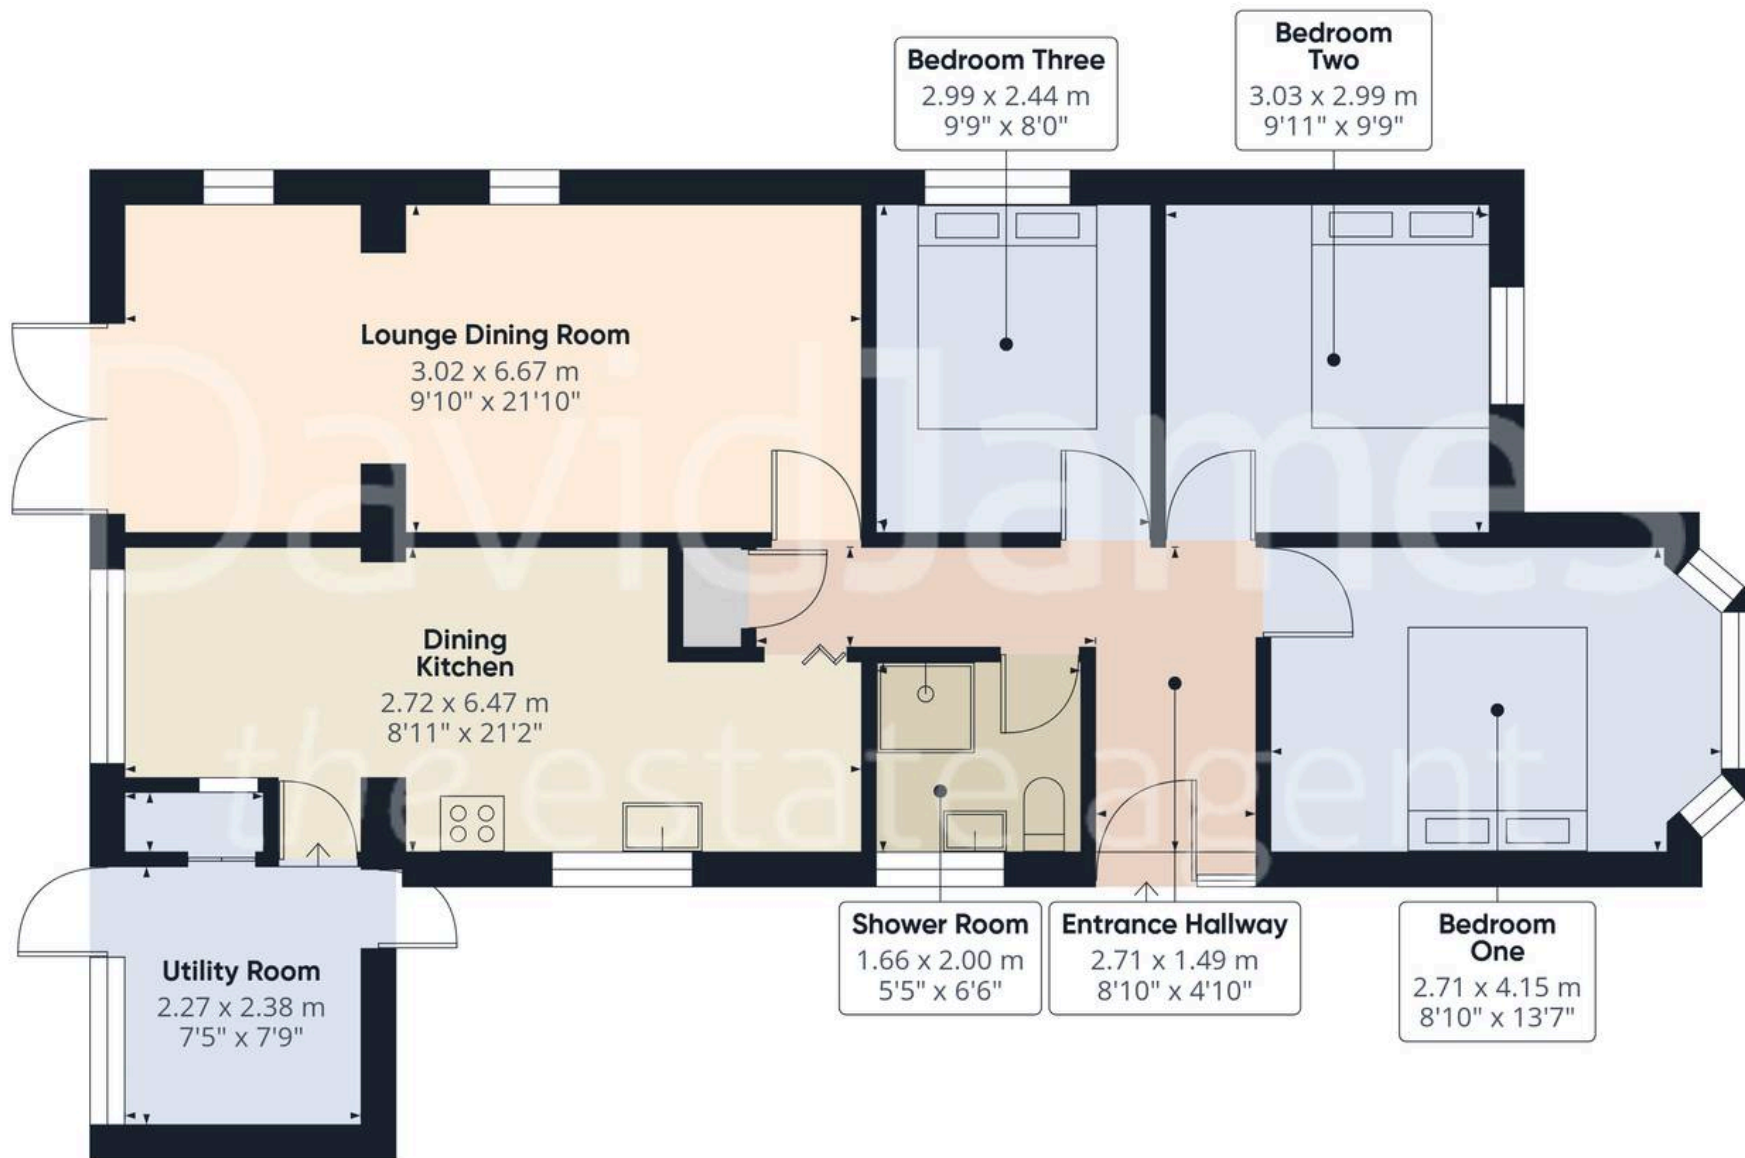 Bedroom Three
2.99 x 2.44 m
9'9" x 8'0"
Bedroom
Two
3.03 x 2.99 m
9'11" x 9'9"
Lounge Dining Room
3.02 x 6.67 m
9'10" x 21'10"
DavidJames
the estate agent
Dining
Kitchen
2.72 x 6.47 m
8'11" x 21'2"
Utility Room
2.27 x 2.38 m
7'5" x 7'9"
Shower Room
1.66 x 2.00 m
5'5" x 6'6"
Entrance Hallway
2.71 x 1.49 m
8'10" x 4'10"
Bedroom
One
2.71 x 4.15 m
8'10" x 13'7"